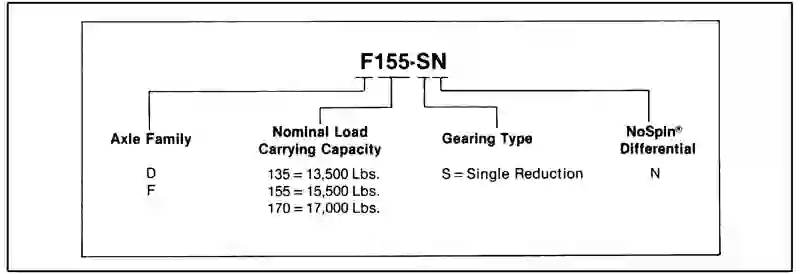 F155-SN
Axle Family
Nominal Load
Carrying Capacity
Gearing Type
NoSpin®
Differential
D
F
135 = 13,500 Lbs.
155 = 15,500 Lbs.
170 = 17,000 Lbs.
S = Single Reduction
N